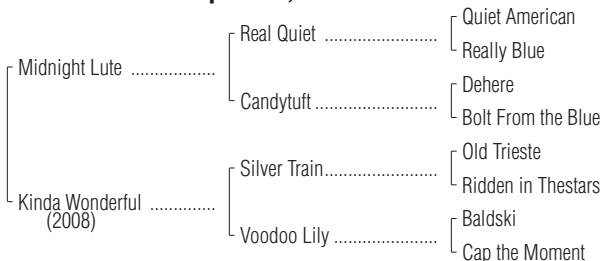 Quiet American
Real Quiet ........................
Really Blue
Midnight Lute ..................
Dehere
Candytuft ..........................
Bolt From the Blue
Old Trieste
Silver Train........................
Ridden in Thestars
Kinda Wonderful ..............
(2008)
Baldski
Voodoo Lily ......................
Cap the Moment